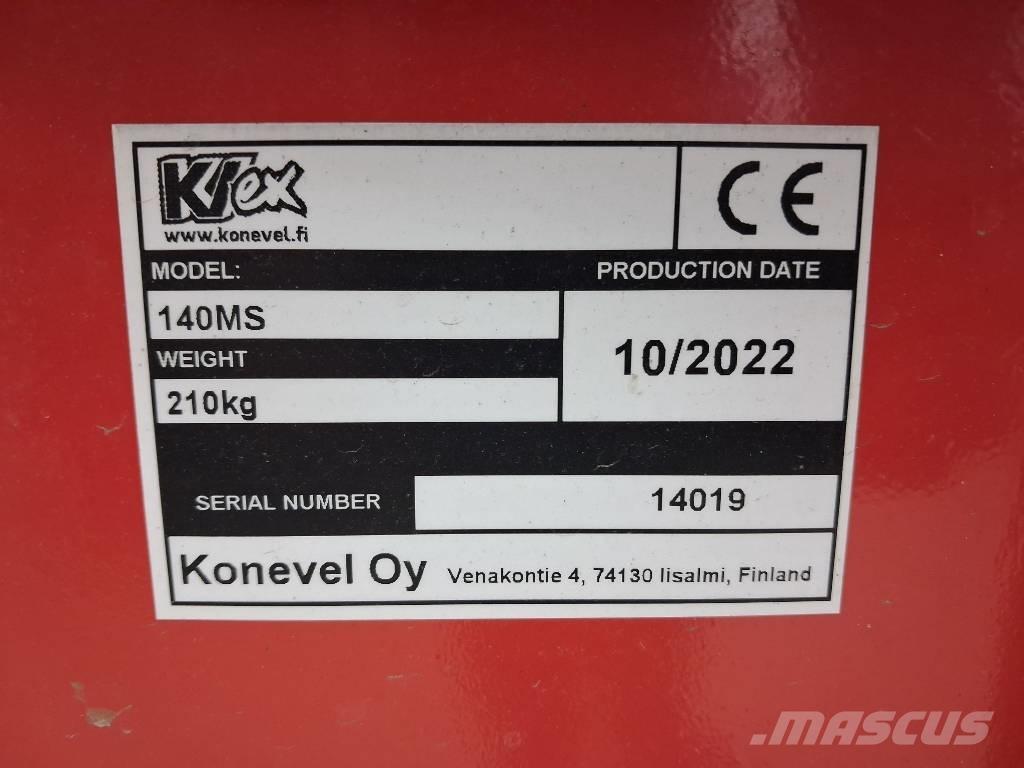 KVex
www.konevel.fi
CE
MODEL:
PRODUCTION DATE
140MS
10/2022
WEIGHT
210kg
SERIAL NUMBER
14019
Konevel Oy Venakontie 4, 74130 Iisalmi, Finland
MASCUS